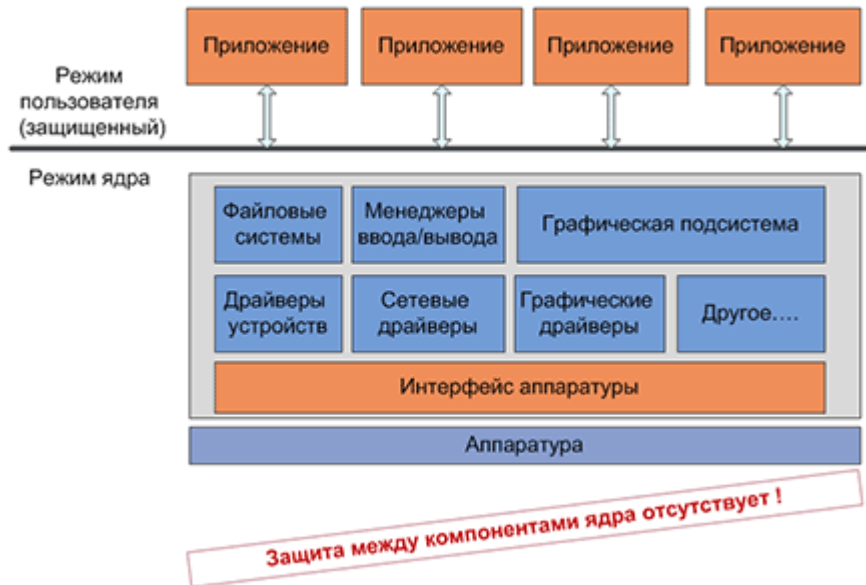 Приложение
Приложение
Приложение
Приложение
Режим
пользователя
(защищенный)
Режим ядра
Файловые
системы
Менеджеры
ввода/вывода
Графическая подсистема
Драйверы
устройств
Сетевые
драйверы
Графические
драйверы
Другое....
Интерфейс аппаратуры
Аппаратура
Защита между компонентами ядра отсутствует !